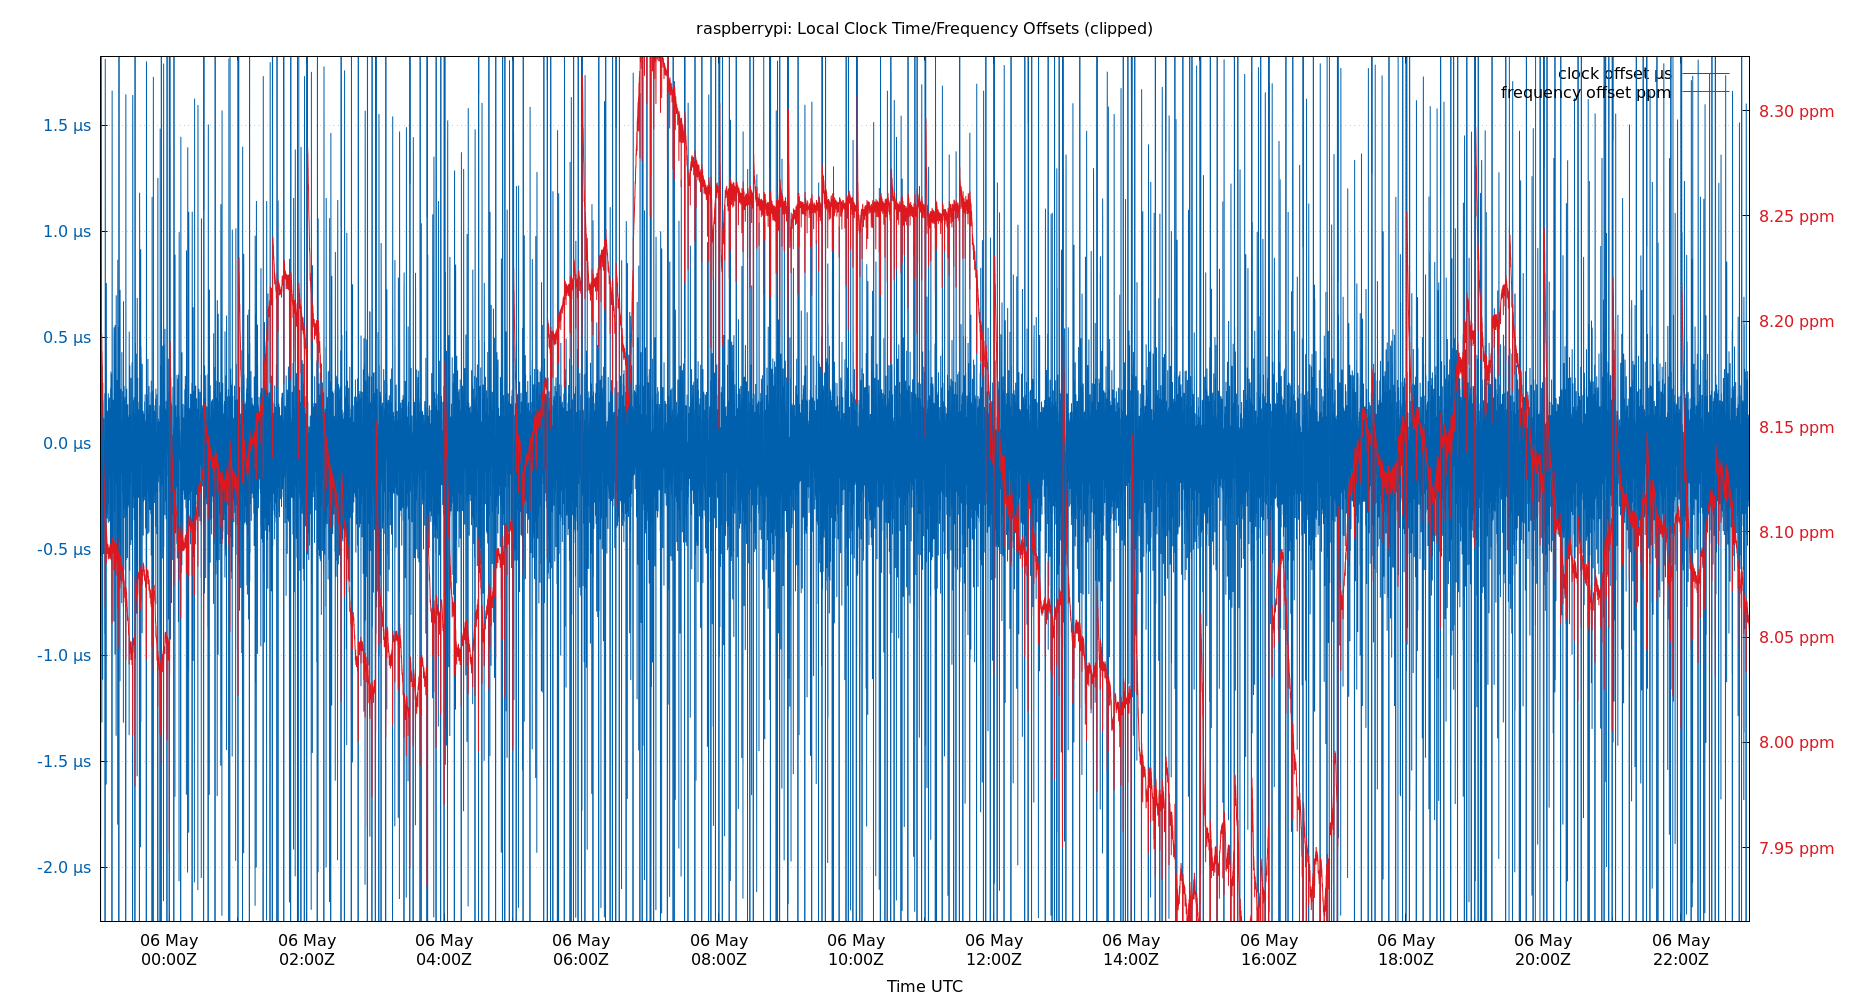 raspberrypi: Local Clock Time/Frequency Offsets (clipped)
clock offset µs
frequency offset ppm
1.5 µs
1.0 µs
0.5 µs
0.0 µs
-0.5 µs
-1.0 µs
-1.5 µs
-2.0 µs
8.30 ppm
8.25 ppm
8.20 ppm
8.15 ppm
8.10 ppm
8.05 ppm
8.00 ppm
7.95 ppm
06 May 06 May 06 May 06 May 06 May 06 May 06 May 06 May 06 May 06 May 06 May 06 May
00:00Z 02:00Z 04:00Z 06:00Z 08:00Z 10:00Z 12:00Z 14:00Z 16:00Z 18:00Z 20:00Z 22:00Z
Time UTC